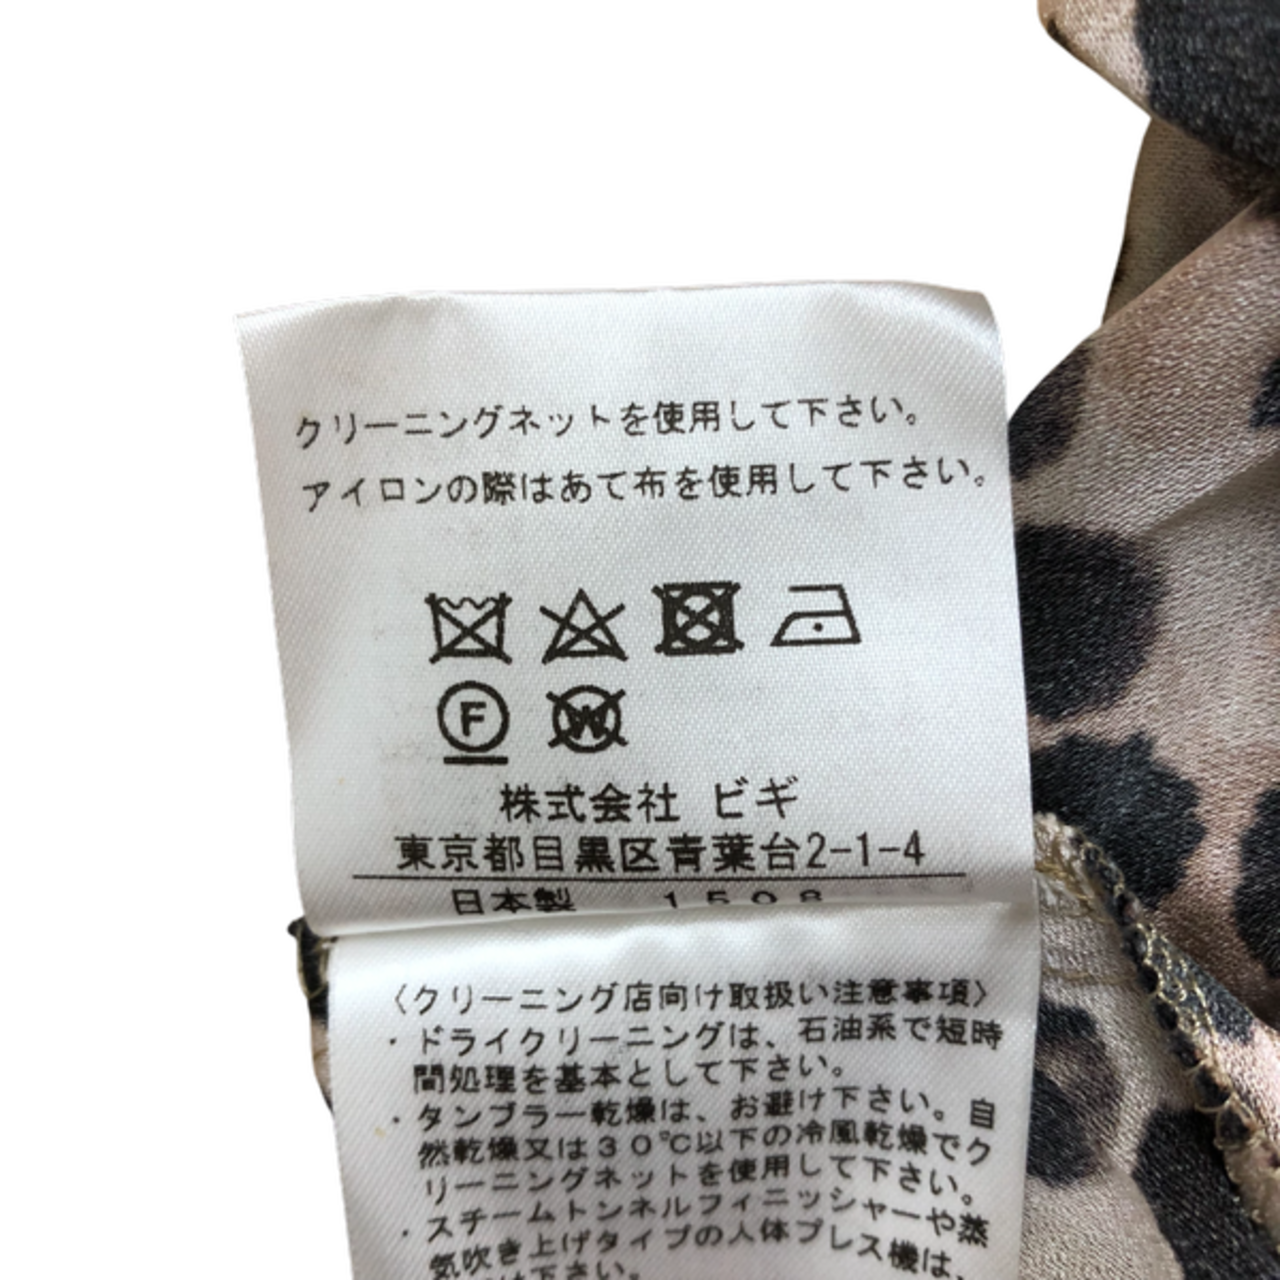 クリーニングネットを使用して下さい。
アイロンの際はあて布を使用して下さい。
F W
株式会社 ビギ
東京都目黒区青葉台2-1-4
日本製 1508
〈クリーニング店向け取扱い注意事項〉
・ドライクリーニングは、石油系で短時
間処理を基本として下さい。
・タンブラー乾燥は、お避け下さい。自
然乾燥又は30℃以下の冷風乾燥でク
リーニングネットを使用して下さい。
・スチームトンネルフィニッシャーや蒸
気吹き上げタイプの人体プレス機は、
け下さい。